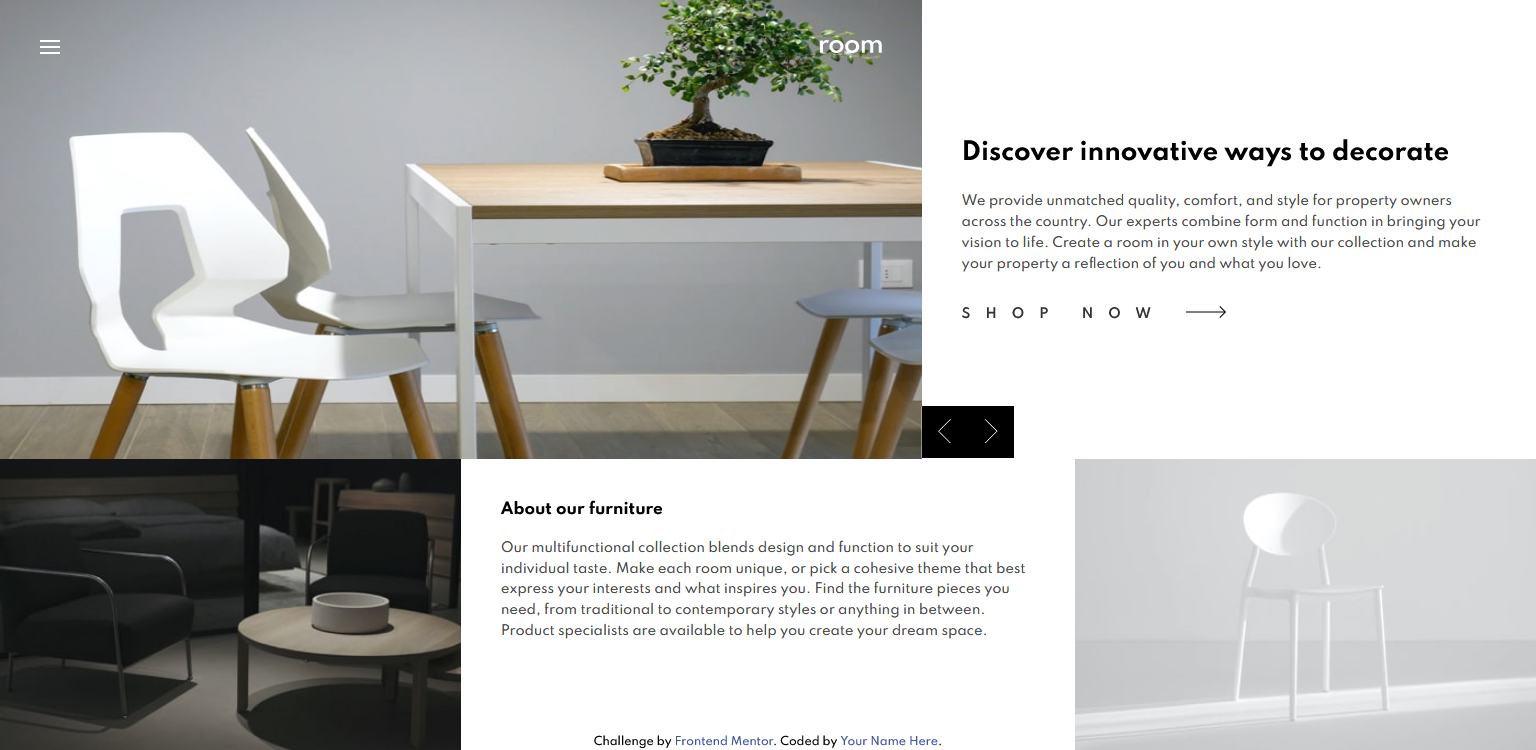 room
Discover innovative ways to decorate
We provide unmatched quality, comfort, and style for property owners
across the country. Our experts combine form and function in bringing your
vision to life. Create a room in your own style with our collection and make
your property a reflection of you and what you love.
SHOP NOW
About our furniture
Our multifunctional collection blends design and function to suit your
individual taste. Make each room unique, or pick a cohesive theme that best
express your interests and what inspires you. Find the furniture pieces you
need, from traditional to contemporary styles or anything in between.
Product specialists are available to help you create your dream space.
Challenge by Frontend Mentor. Coded by Your Name Here.